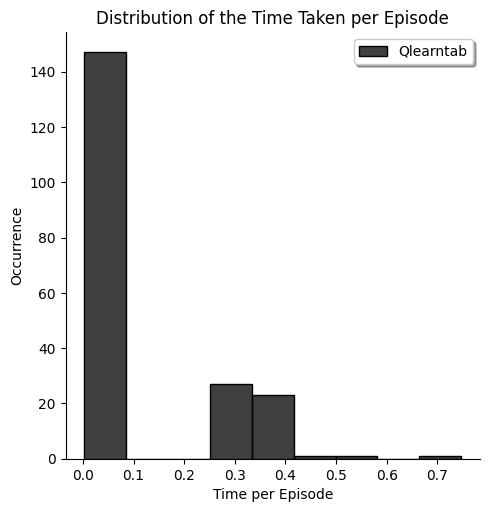 Distribution of the Time Taken per Episode
Qlearntab
Occurrence
140
120
100
80
60
40
20
0
0.0 0.1 0.2 0.3 0.4 0.5 0.6 0.7
Time per Episode